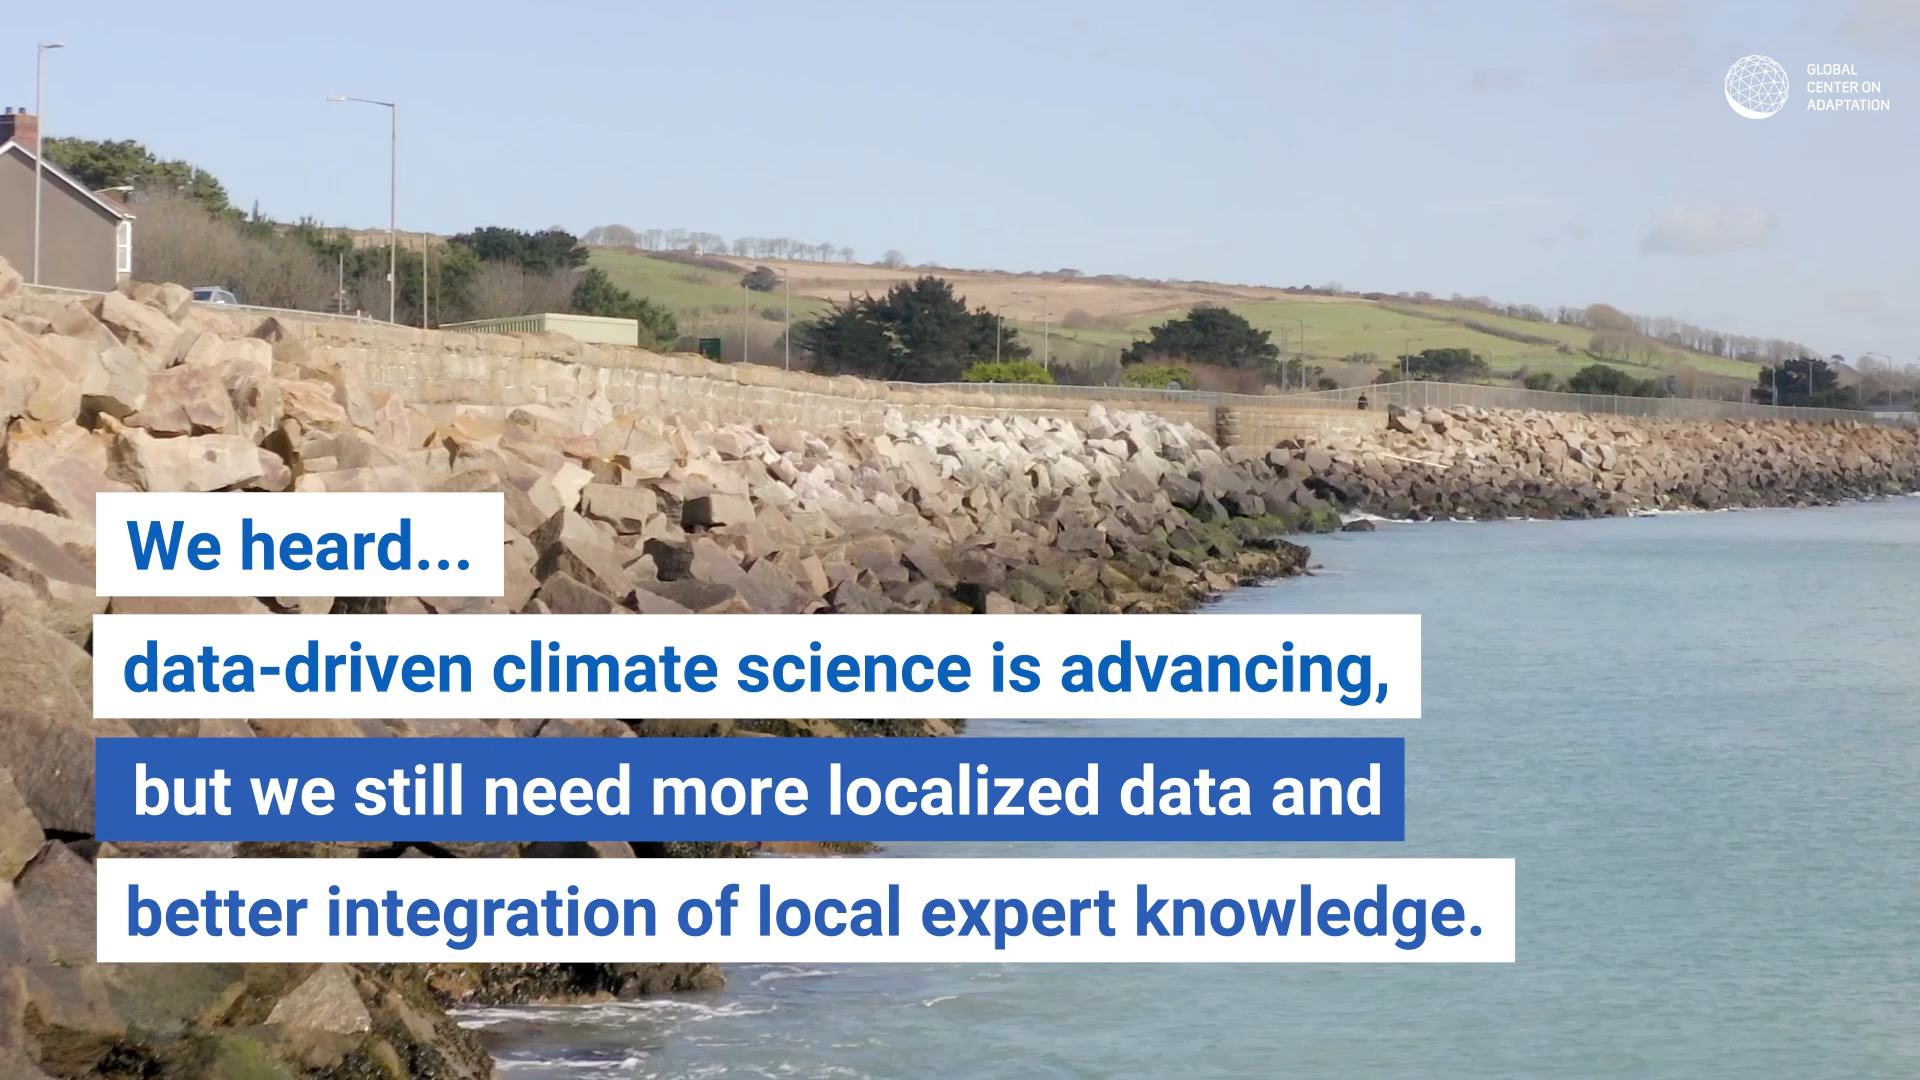 GLOBAL
CENTER ON
ADAPTATION
We heard...
data-driven climate science is advancing,
but we still need more localized data and
better integration of local expert knowledge.